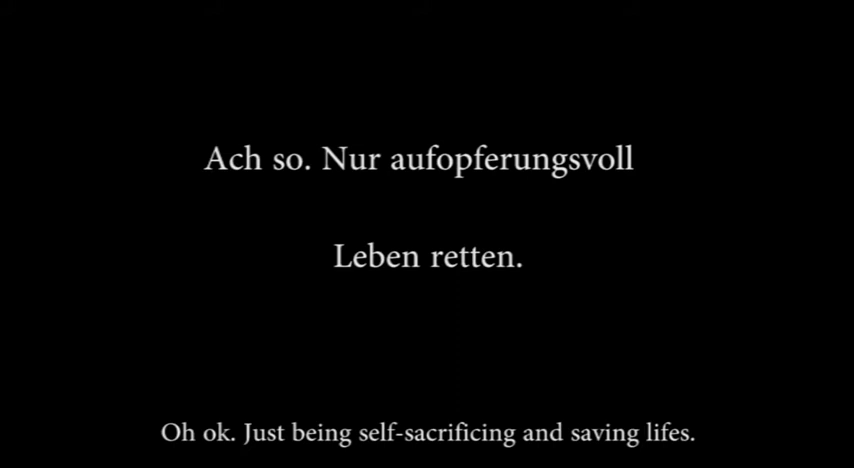 Ach so. Nur aufopferungsvoll
Leben retten.
Oh ok. Just being self-sacrificing and saving lifes.